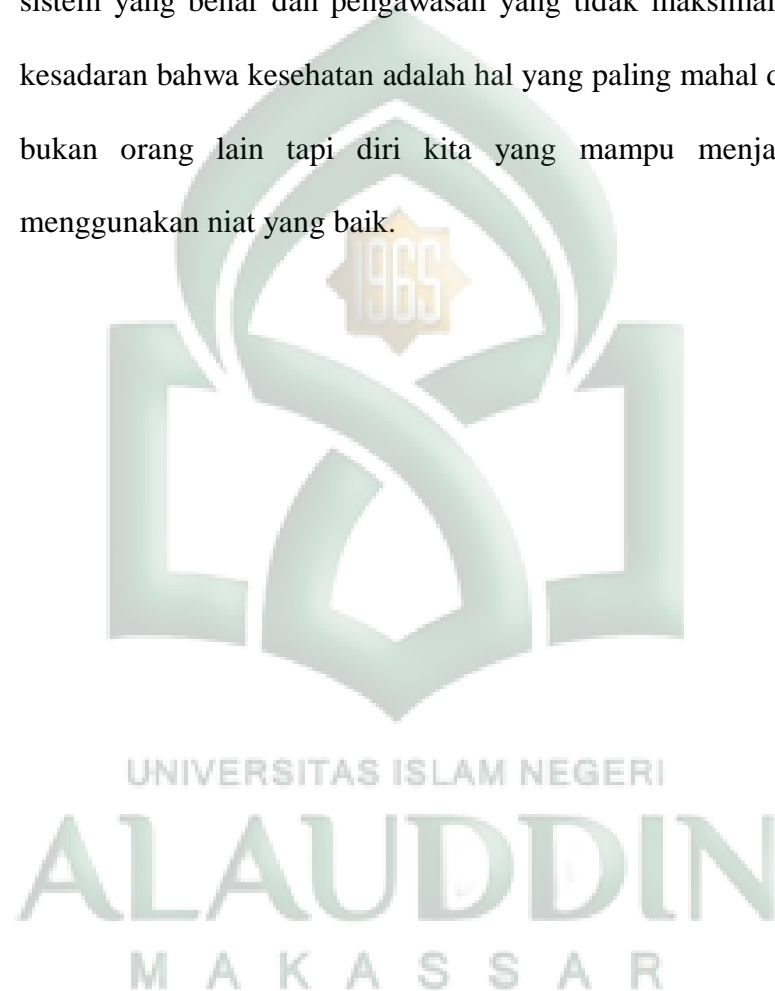 sistem yang benar dan pengawasan yang tidak maksimal
kesadaran bahwa kesehatan adalah hal yang paling mahal
bukan orang lain tapi diri kita yang mampu
menggunakan niat yang baik.
1965
UNIVERSITAS ISLAM NEGERI
ALAUDDIN
MAKASSAR